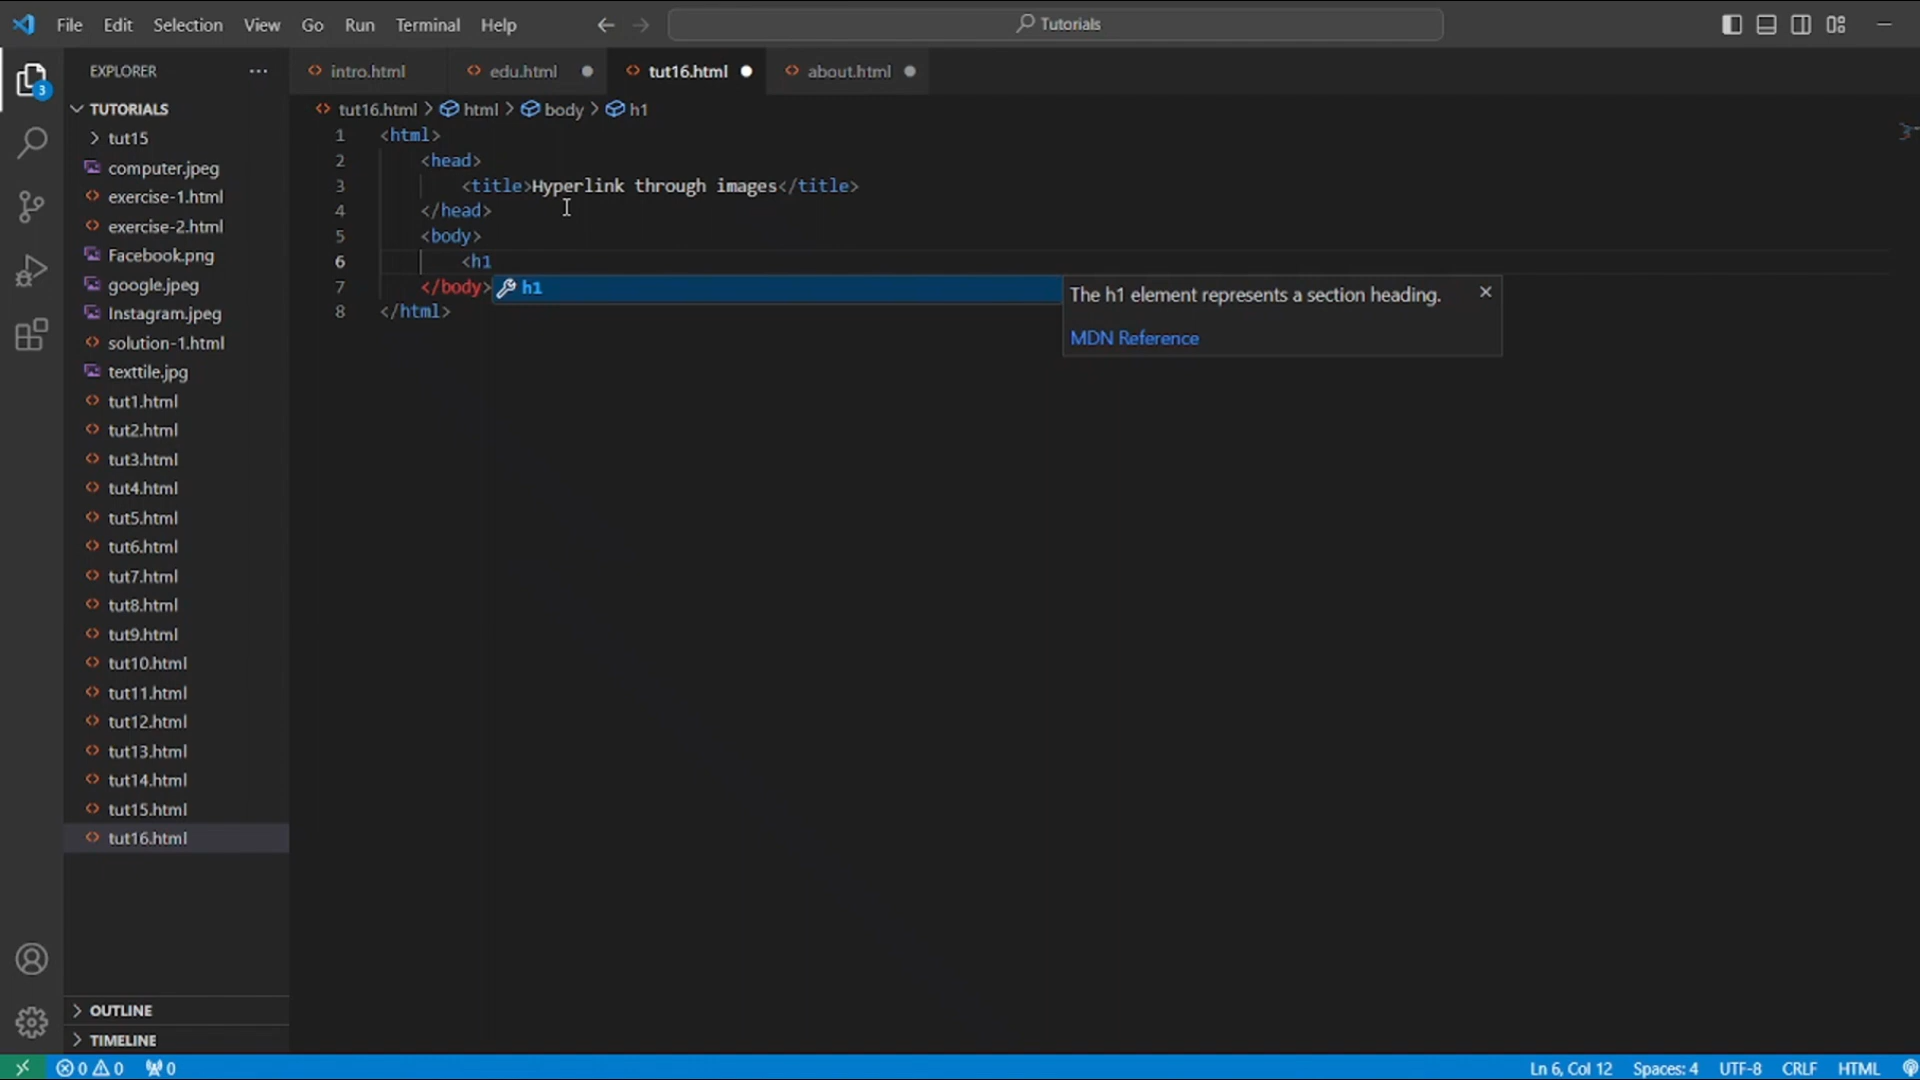 File Edit Selection View Go Run Terminal Help
Tutorials
EXPLORER
3
TUTORIALS
tut15
computer.jpeg
exercise-1.html
exercise-2.html
Facebook.png
google.jpeg
Instagram.jpeg
solution-1.html
texttile.jpg
tut1.html
tut2.html
tut3.html
tut4.html
tut5.html
tut6.html
tut7.html
tut8.html
tut9.html
tut10.html
tut11.html
tut12.html
tut13.html
tut14.html
tut15.html
tut16.html
OUTLINE
TIMELINE
intro.html edu.html tut16.html about.html
tut16.html > html > body > h1
1 <html>
2 <head>
3 <title>Hyperlink through images</title>
4 </head>
5 <body>
6 <h1
7 </body>
8 </html>
h1
The h1 element represents a section heading.
MDN Reference
0 0 0 Ln 6, Col 12 Spaces: 4 UTF-8 CRLF HTML